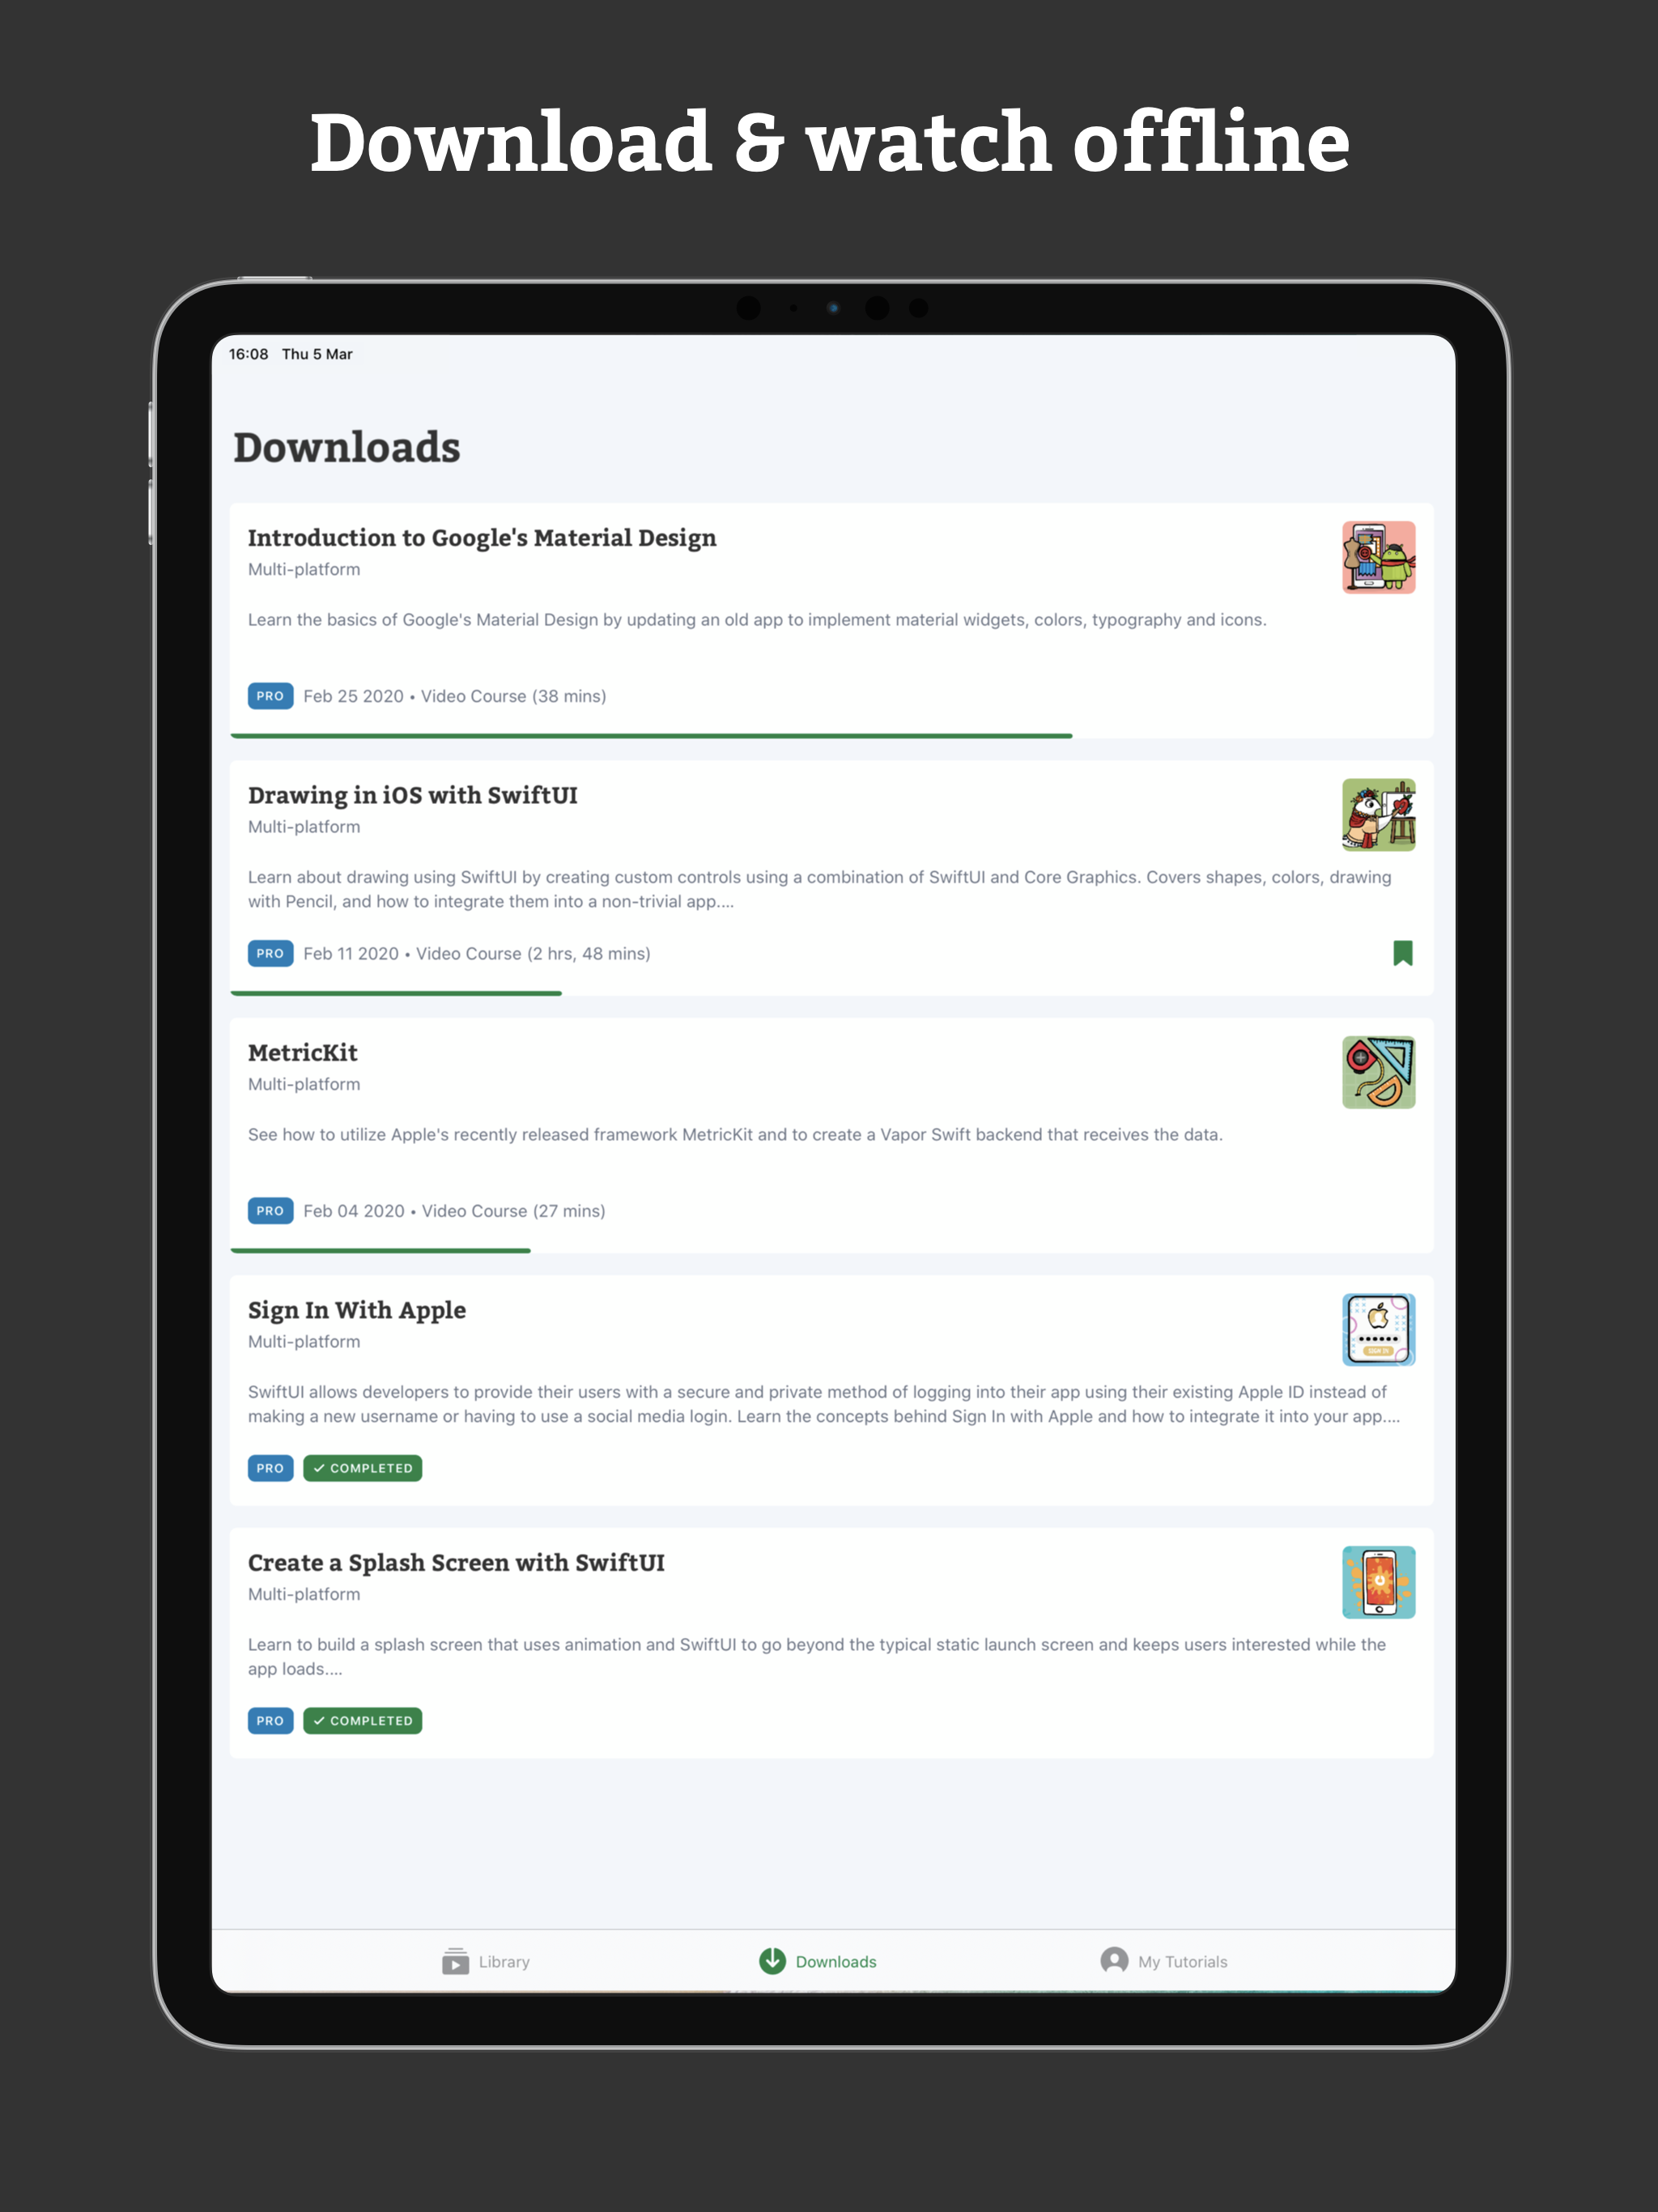 Download & watch offline
16:08 Thu 5 Mar
Downloads
Introduction to Google's Material Design
Multi-platform
Learn the basics of Google's Material Design by updating an old app to implement material widgets, colors, typography and icons.
PRO Feb 25 2020 • Video Course (38 mins)
Drawing in iOS with SwiftUI
Multi-platform
Learn about drawing using SwiftUI by creating custom controls using a combination of SwiftUI and Core Graphics. Covers shapes, colors, drawing
with Pencil, and how to integrate them into a non-trivial app....
PRO Feb 11 2020 • Video Course (2 hrs, 48 mins)
MetricKit
Multi-platform
See how to utilize Apple's recently released framework MetricKit and to create a Vapor Swift backend that receives the data.
PRO Feb 04 2020 • Video Course (27 mins)
Sign In With Apple
Multi-platform
SIGN IN
SwiftUI allows developers to provide their users with a secure and private method of logging into their app using their existing Apple ID instead of
making a new username or having to use a social media login. Learn the concepts behind Sign In with Apple and how to integrate it into your app....
PRO ✓ COMPLETED
Create a Splash Screen with SwiftUI
Multi-platform
Learn to build a splash screen that uses animation and SwiftUI to go beyond the typical static launch screen and keeps users interested while the
app loads....
PRO ✓ COMPLETED
Library Downloads My Tutorials